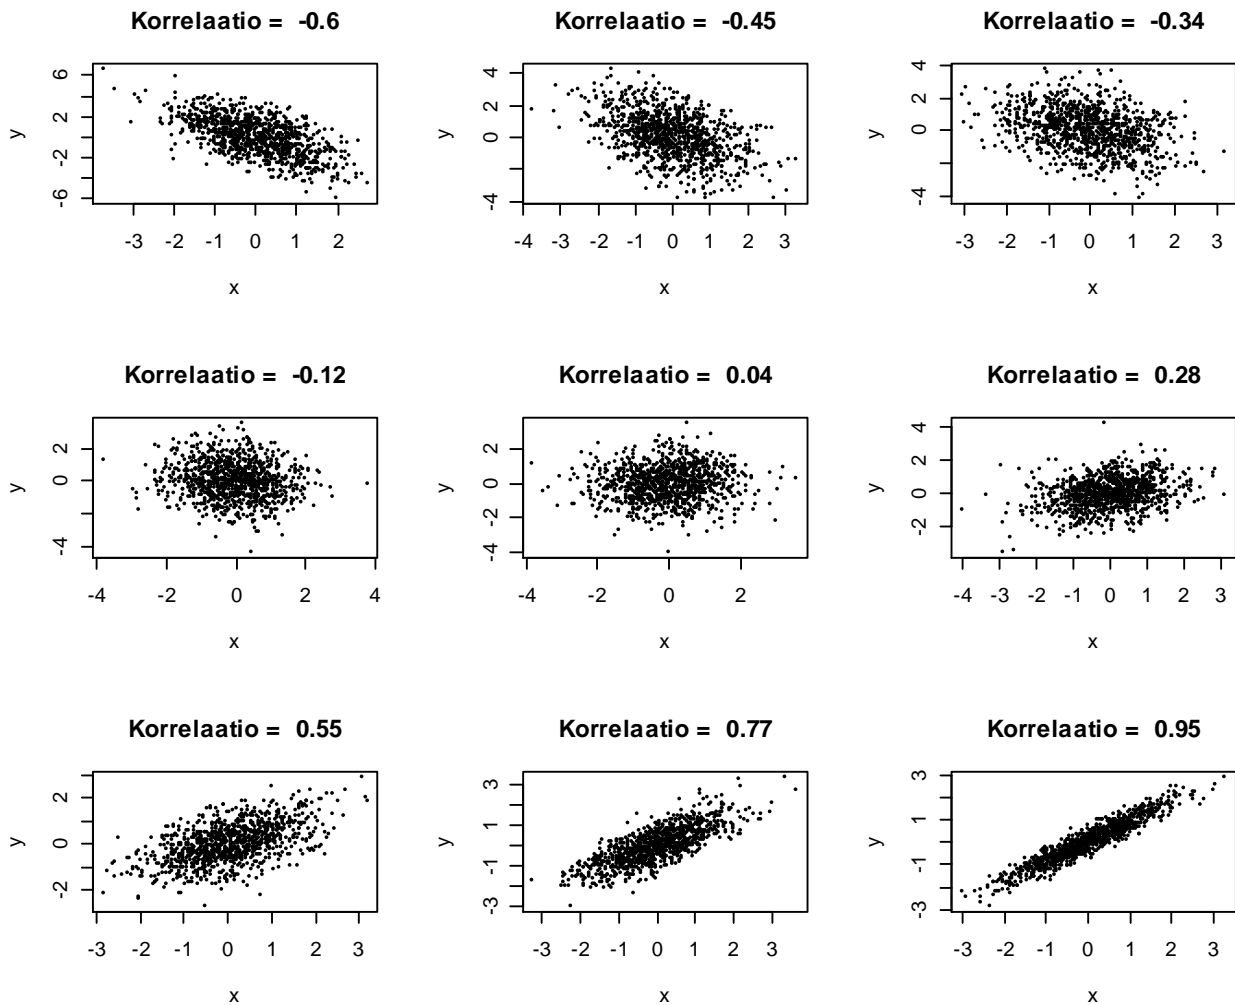 Korrelaatio = -0.6
6
2
-2
-6
y
-3 -2 -1 0 1 2
x
Korrelaatio = -0.45
4
2
0
-4
y
-4 -3 -2 -1 0 1 2 3
x
Korrelaatio = -0.34
4
2
0
-4
y
-3 -2 -1 0 1 2 3
x
Korrelaatio = -0.12
2
0
-4
y
-4 -2 0 2 4
x
Korrelaatio = 0.04
2
0
-2
-4
y
-4 -2 0 2
x
Korrelaatio = 0.28
4
2
0
-2
y
-4 -3 -2 -1 0 1 2 3
x
Korrelaatio = 0.55
2
0
-2
y
-3 -2 -1 0 1 2 3
x
Korrelaatio = 0.77
3
1
-1
-3
y
-3 -2 -1 0 1 2 3
x
Korrelaatio = 0.95
3
1
-1
-3
y
-3 -2 -1 0 1 2 3
x